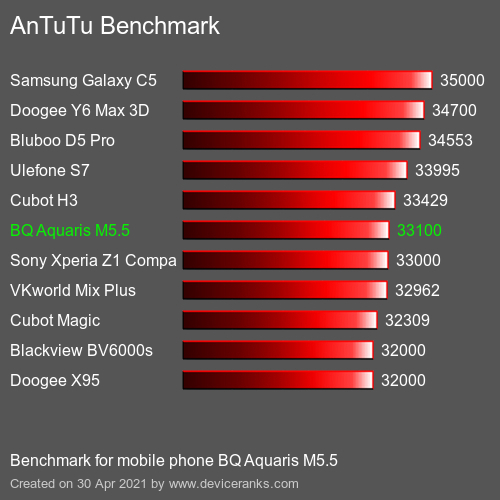 AnTuTu Benchmark
Samsung Galaxy C5 35000
Doogee Y6 Max 3D 34700
Bluboo D5 Pro 34553
Ulefone S7 33995
Cubot H3 33429
BQ Aquaris M5.5 33100
Sony Xperia Z1 Compa 33000
VKworld Mix Plus 32962
Cubot Magic 32309
Blackview BV6000s 32000
Doogee X95 32000
Benchmark for mobile phone BQ Aquaris M5.5
Created on 30 Apr 2021 by www.deviceranks.com